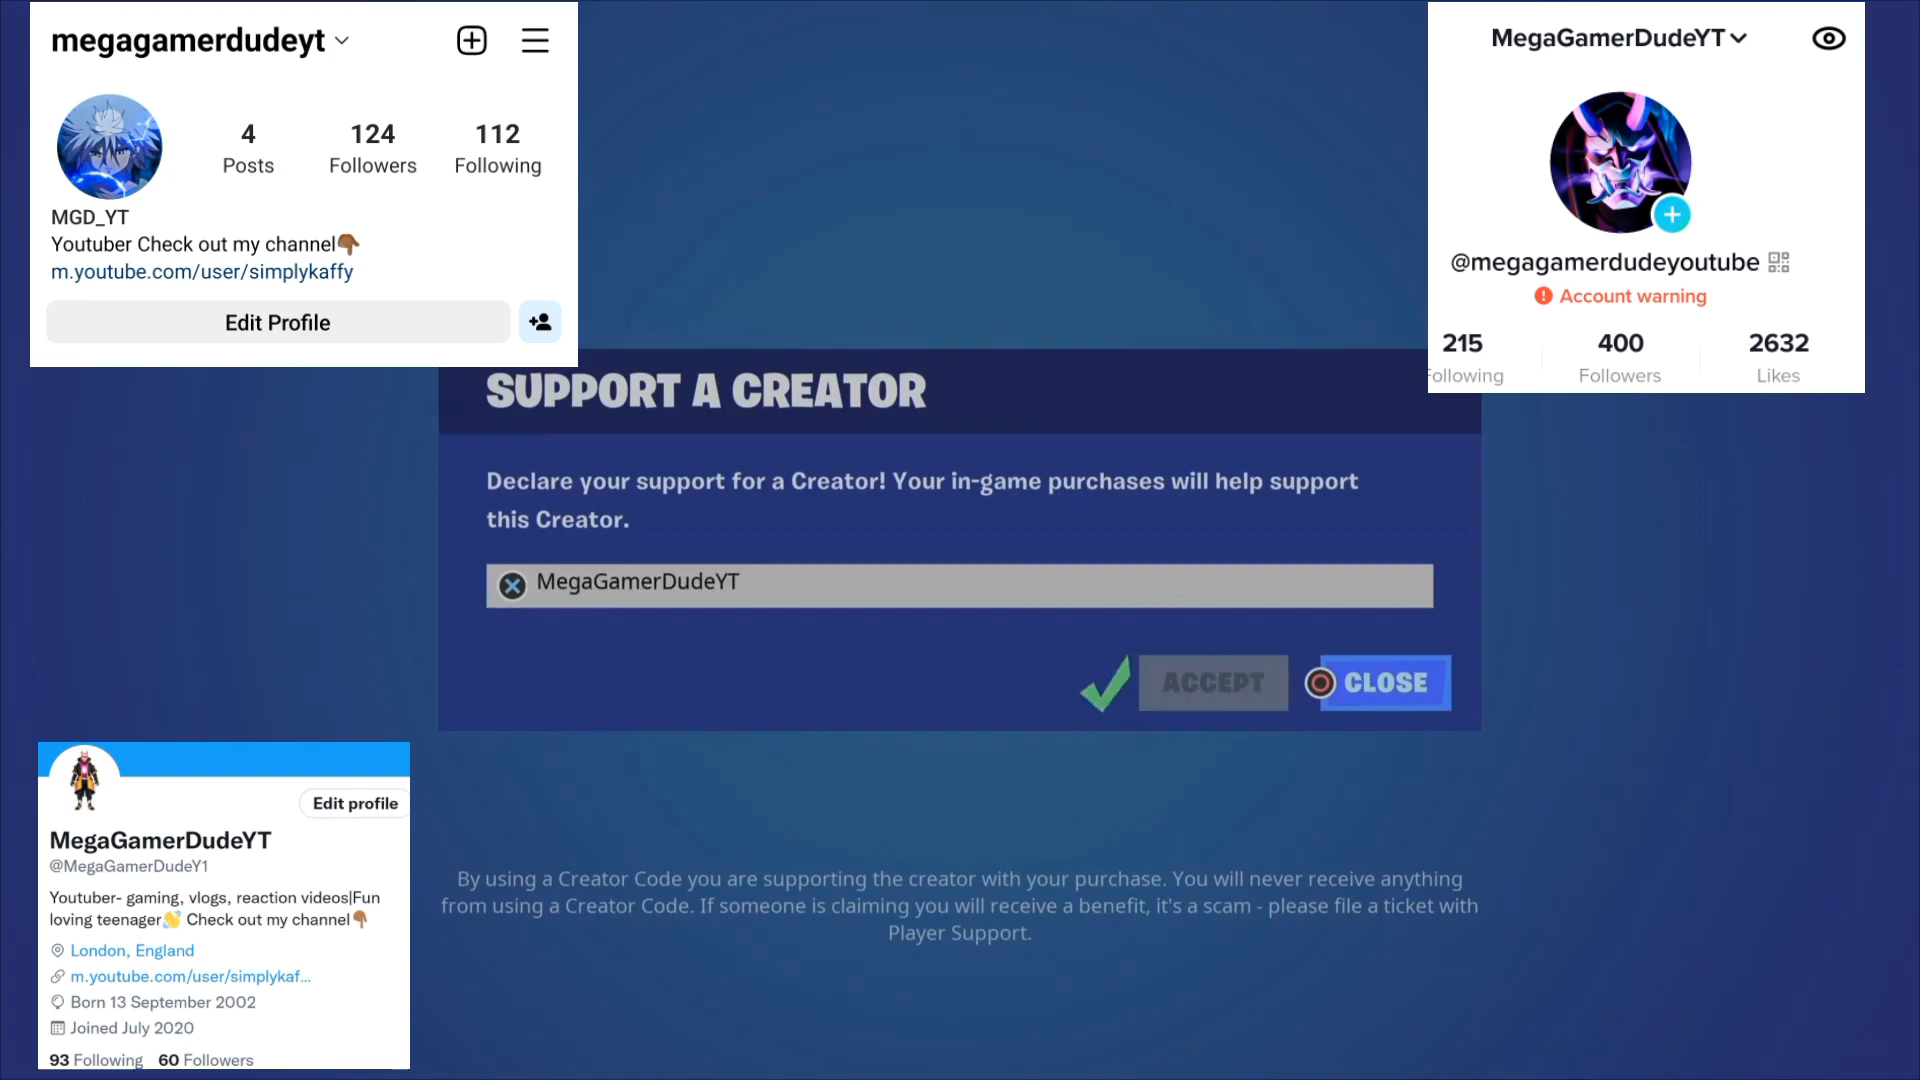 megagamerdudeyt
4 124 112
Posts Followers Following
MGD_YT
Youtuber Check out my channel👇🏾
m.youtube.com/user/simplykaffy
Edit Profile
MegaGamerDudeYT
@megagamerdudeyoutube
Account warning
215 400 2632
Following Followers Likes
SUPPORT A CREATOR
Declare your support for a Creator! Your in-game purchases will help support
this Creator.
MegaGamerDudeYT
ACCEPT CLOSE
By using a Creator Code you are supporting the creator with your purchase. You will never receive anything
from using a Creator Code. If someone is claiming you will receive a benefit, it's a scam - please file a ticket with
Player Support.
Edit profile
MegaGamerDudeYT
@MegaGamerDudeY1
Youtuber- gaming, vlogs, reaction videos|Fun
loving teenager👋 Check out my channel👇🏾
London, England
m.youtube.com/user/simplykaf...
Born 13 September 2002
Joined July 2020
93 Following 60 Followers